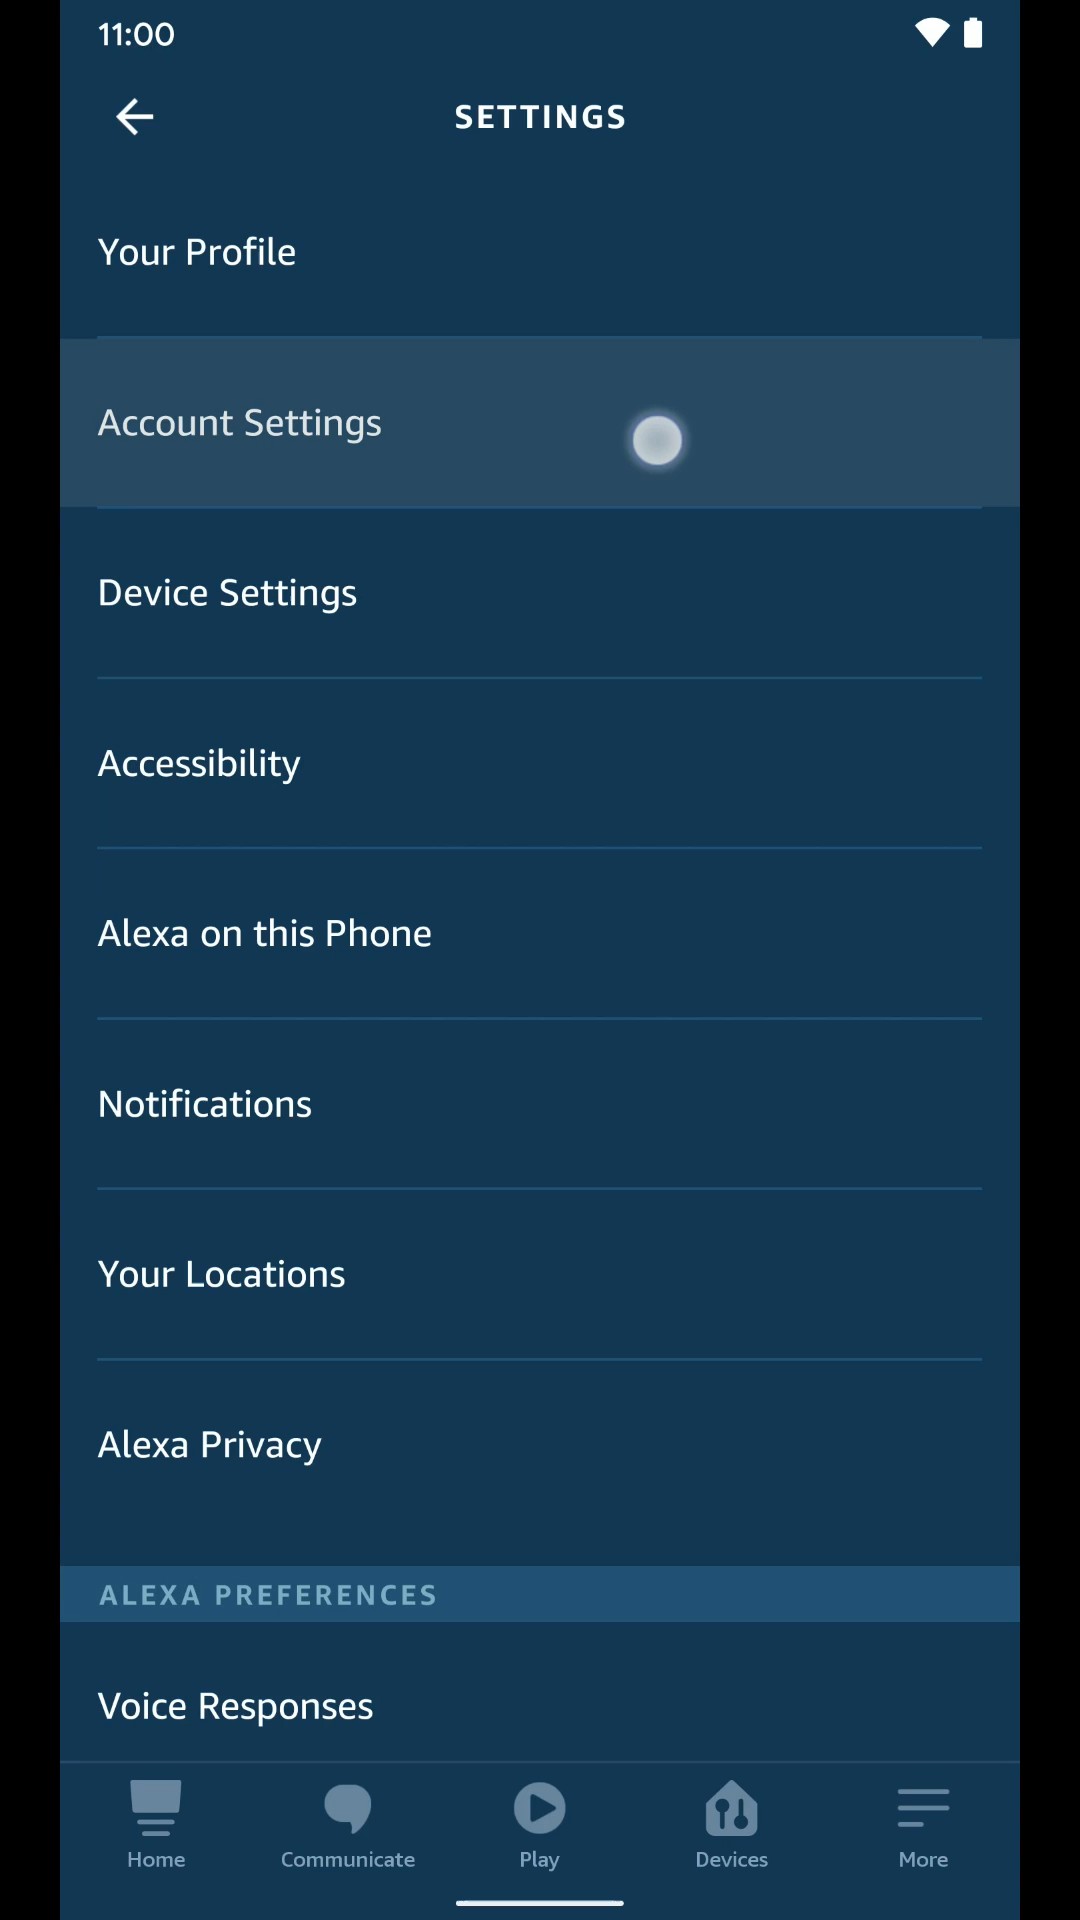 11:00
SETTINGS
Your Profile
Account Settings
Device Settings
Accessibility
Alexa on this Phone
Notifications
Your Locations
Alexa Privacy
ALEXA PREFERENCES
Voice Responses
Home Communicate Play Devices More